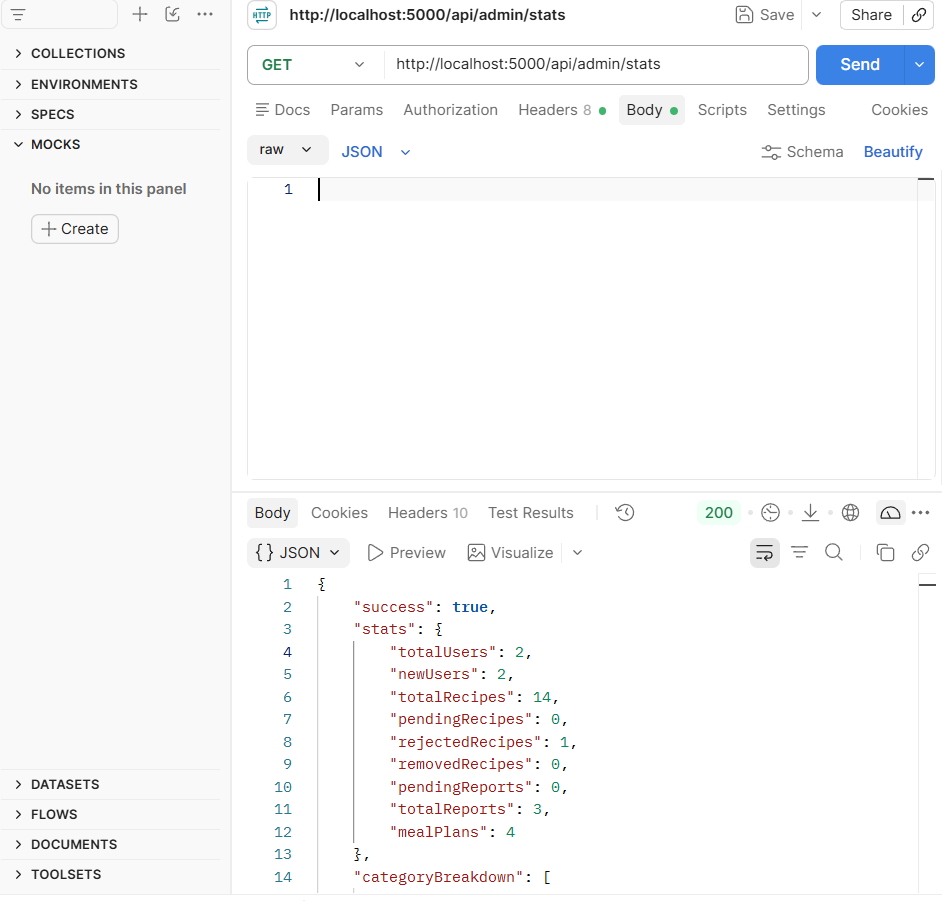 HTTP http://localhost:5000/api/admin/stats Save Share
COLLECTIONS
ENVIRONMENTS
SPECS
MOCKS
No items in this panel
Create
DATASETS
FLOWS
DOCUMENTS
TOOLSETS
GET http://localhost:5000/api/admin/stats Send
Docs Params Authorization Headers 8 Body Scripts Settings Cookies
raw JSON Schema Beautify
1
Body Cookies Headers 10 Test Results 200
{} JSON Preview Visualize
1 {
2 "success": true,
3 "stats": {
4 "totalUsers": 2,
5 "newUsers": 2,
6 "totalRecipes": 14,
7 "pendingRecipes": 0,
8 "rejectedRecipes": 1,
9 "removedRecipes": 0,
10 "pendingReports": 0,
11 "totalReports": 3,
12 "mealPlans": 4
13 },
14 "categoryBreakdown": [